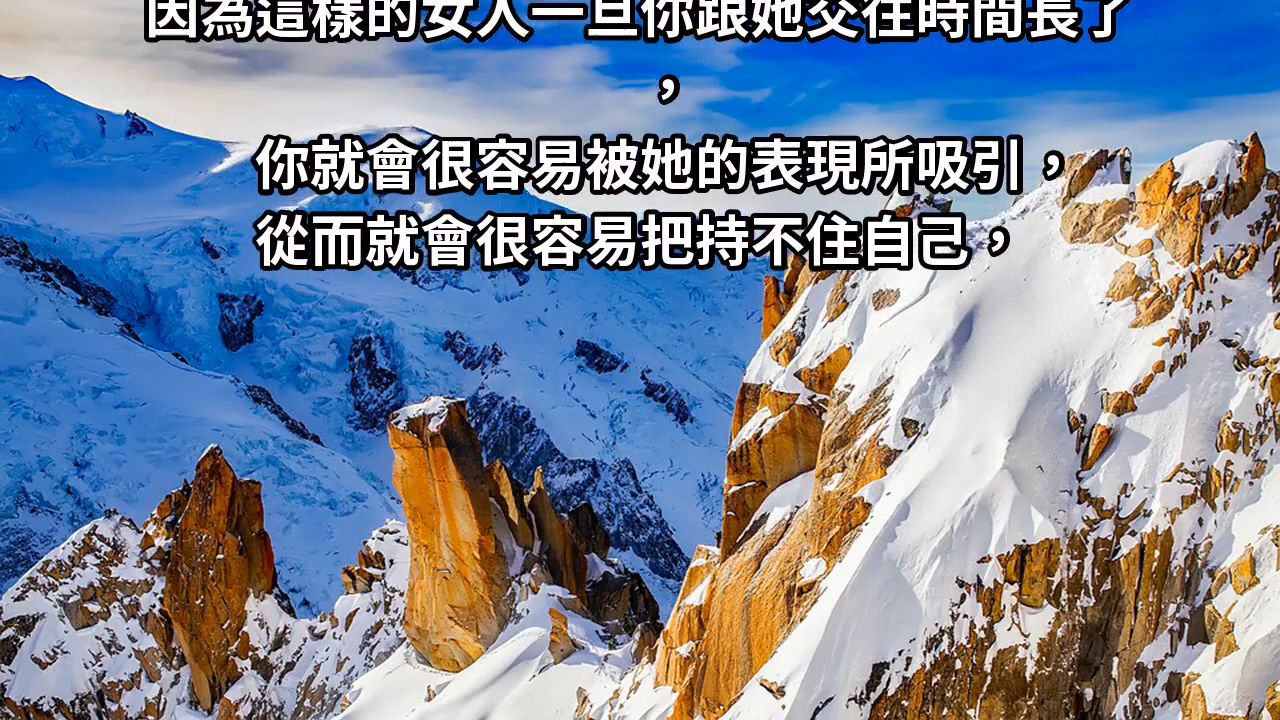 因為這樣的女人一旦你跟她交往時間長了
，
你就會很容易被她的表現所吸引，
從而就會很容易把持不住自己，